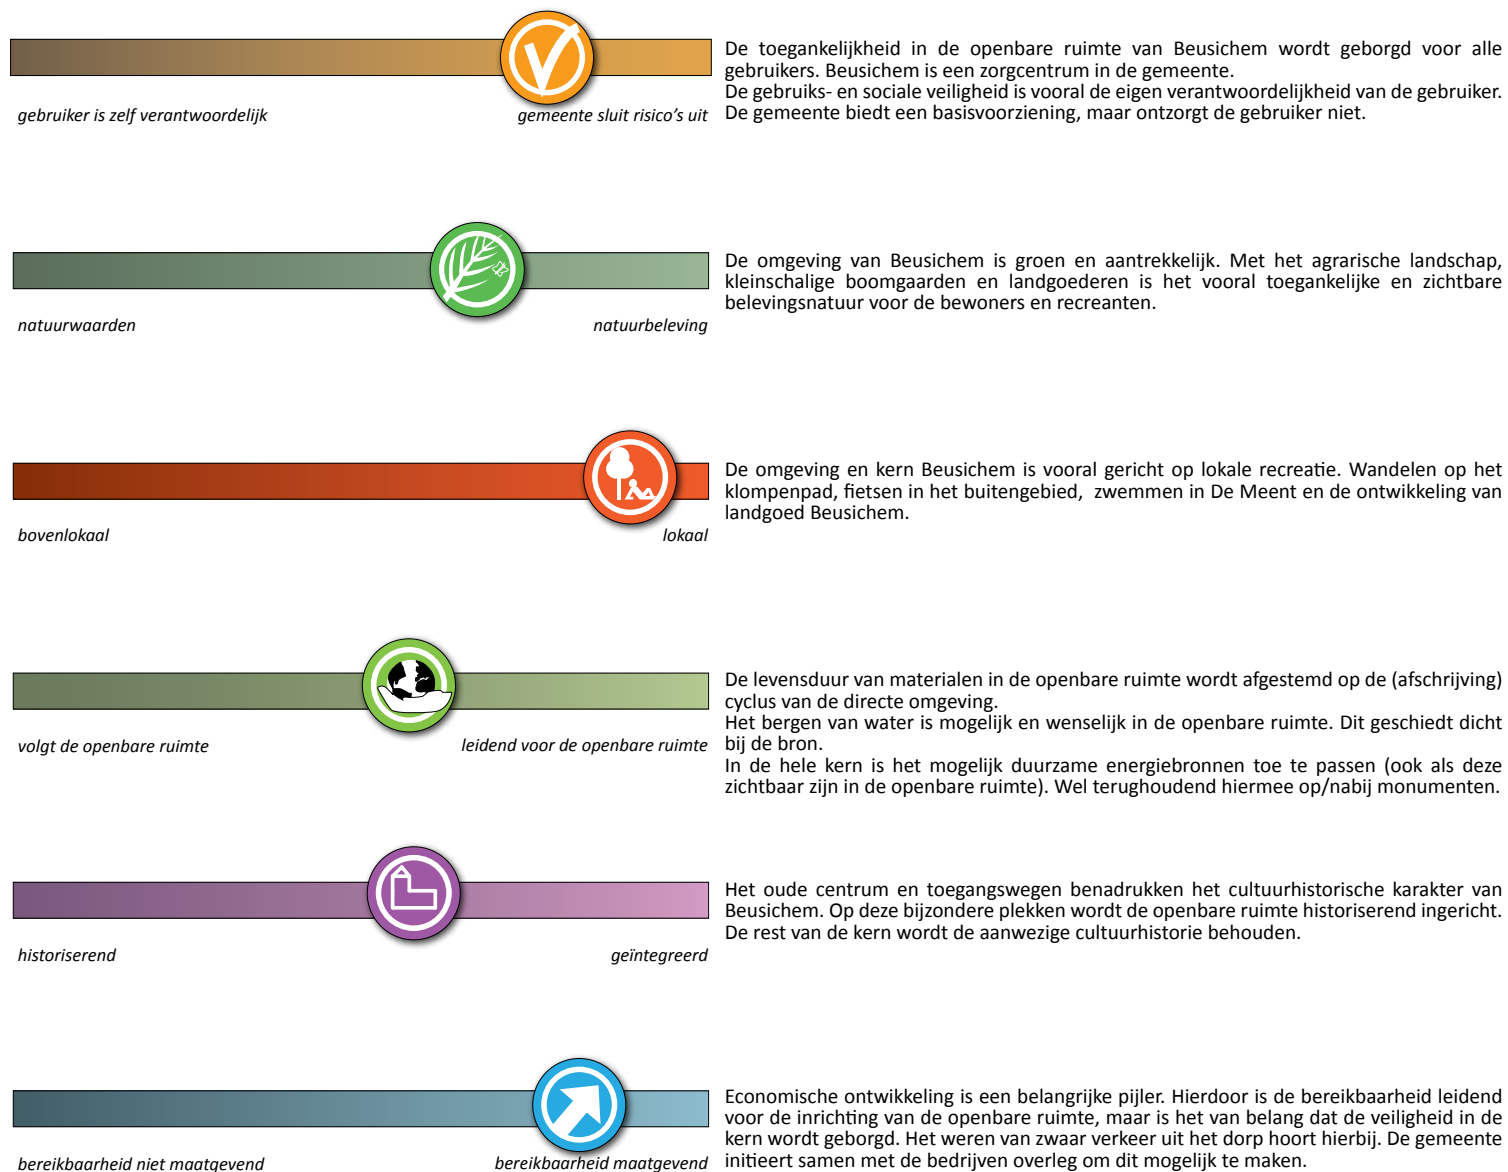 De toegankelijkheid in de openbare ruimte van Beusichem wordt geborgd voor alle
gebruikers. Beusichem is een zorgcentrum in de gemeente.
De gebruiks- en sociale veiligheid is vooral de eigen verantwoordelijkheid van de gebruiker.
De gemeente biedt een basisvoorziening, maar ontzorgt de gebruiker niet.
gebruiker is zelf verantwoordelijk
gemeente sluit risico's uit
De omgeving van Beusichem is groen en aantrekkelijk. Met het agrarische landschap,
kleinschalige boomgaarden en landgoederen is het vooral toegankelijke en zichtbare
belevingsnatuur voor de bewoners en recreanten.
natuurwaarden
natuurbeleving
De omgeving en kern Beusichem is vooral gericht op lokale recreatie. Wandelen op het
klompenpad, fietsen in het buitengebied, zwemmen in De Meent en de ontwikkeling van
landgoed Beusichem.
bovenlokaal
lokaal
De levensduur van materialen in de openbare ruimte wordt afgestemd op de (afschrijving)
cyclus van de directe omgeving.
Het bergen van water is mogelijk en wenselijk in de openbare ruimte. Dit geschiedt dicht
bij de bron.
In de hele kern is het mogelijk duurzame energiebronnen toe te passen (ook als deze
zichtbaar zijn in de openbare ruimte). Wel terughoudend hiermee op/nabij monumenten.
volgt de openbare ruimte
leidend voor de openbare ruimte
Het oude centrum en toegangswegen benadrukken het cultuurhistorische karakter van
Beusichem. Op deze bijzondere plekken wordt de openbare ruimte historiserend ingericht.
De rest van de kern wordt de aanwezige cultuurhistorie behouden.
historiserend
geïntegreerd
Economische ontwikkeling is een belangrijke pijler. Hierdoor is de bereikbaarheid leidend
voor de inrichting van de openbare ruimte, maar is het van belang dat de veiligheid in de
kern wordt geborgd. Het weren van zwaar verkeer uit het dorp hoort hierbij. De gemeente
initieert samen met de bedrijven overleg om dit mogelijk te maken.
bereikbaarheid niet maatgevend
bereikbaarheid maatgevend